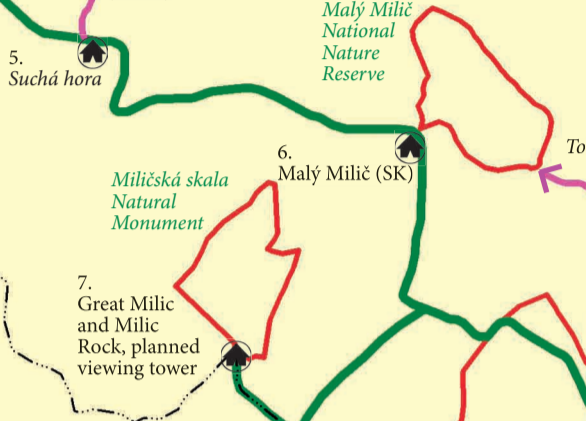 Malý Milič
National
Nature
Reserve
5.
Suchá hora
To
6.
Malý Milič (SK)
Miličská skala
Natural
Monument
7.
Great Milic
and Milic
Rock, planned
viewing tower